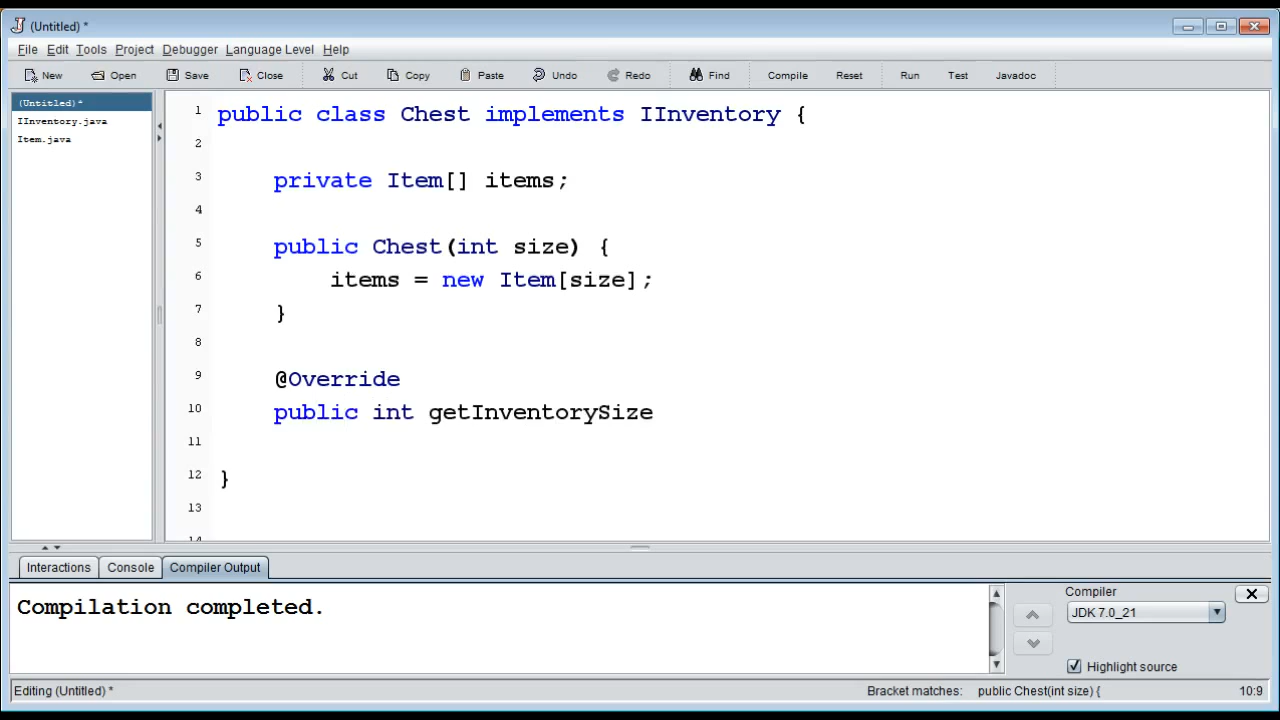 (Untitled) *
File Edit Tools Project Debugger Language Level Help
New Open Save Close Cut Copy Paste Undo Redo Find Compile Reset Run Test Javadoc
(Untitled)*
IInventory.java
Item.java
1 public class Chest implements IInventory {
2
3 private Item[] items;
4
5 public Chest(int size) {
6 items = new Item[size];
7 }
8
9 @Override
10 public int getInventorySize
11
12 }
13
14
Interactions Console Compiler Output
Compilation completed.
Compiler
JDK 7.0_21
Highlight source
Editing (Untitled) * Bracket matches: public Chest(int size) { 10:9